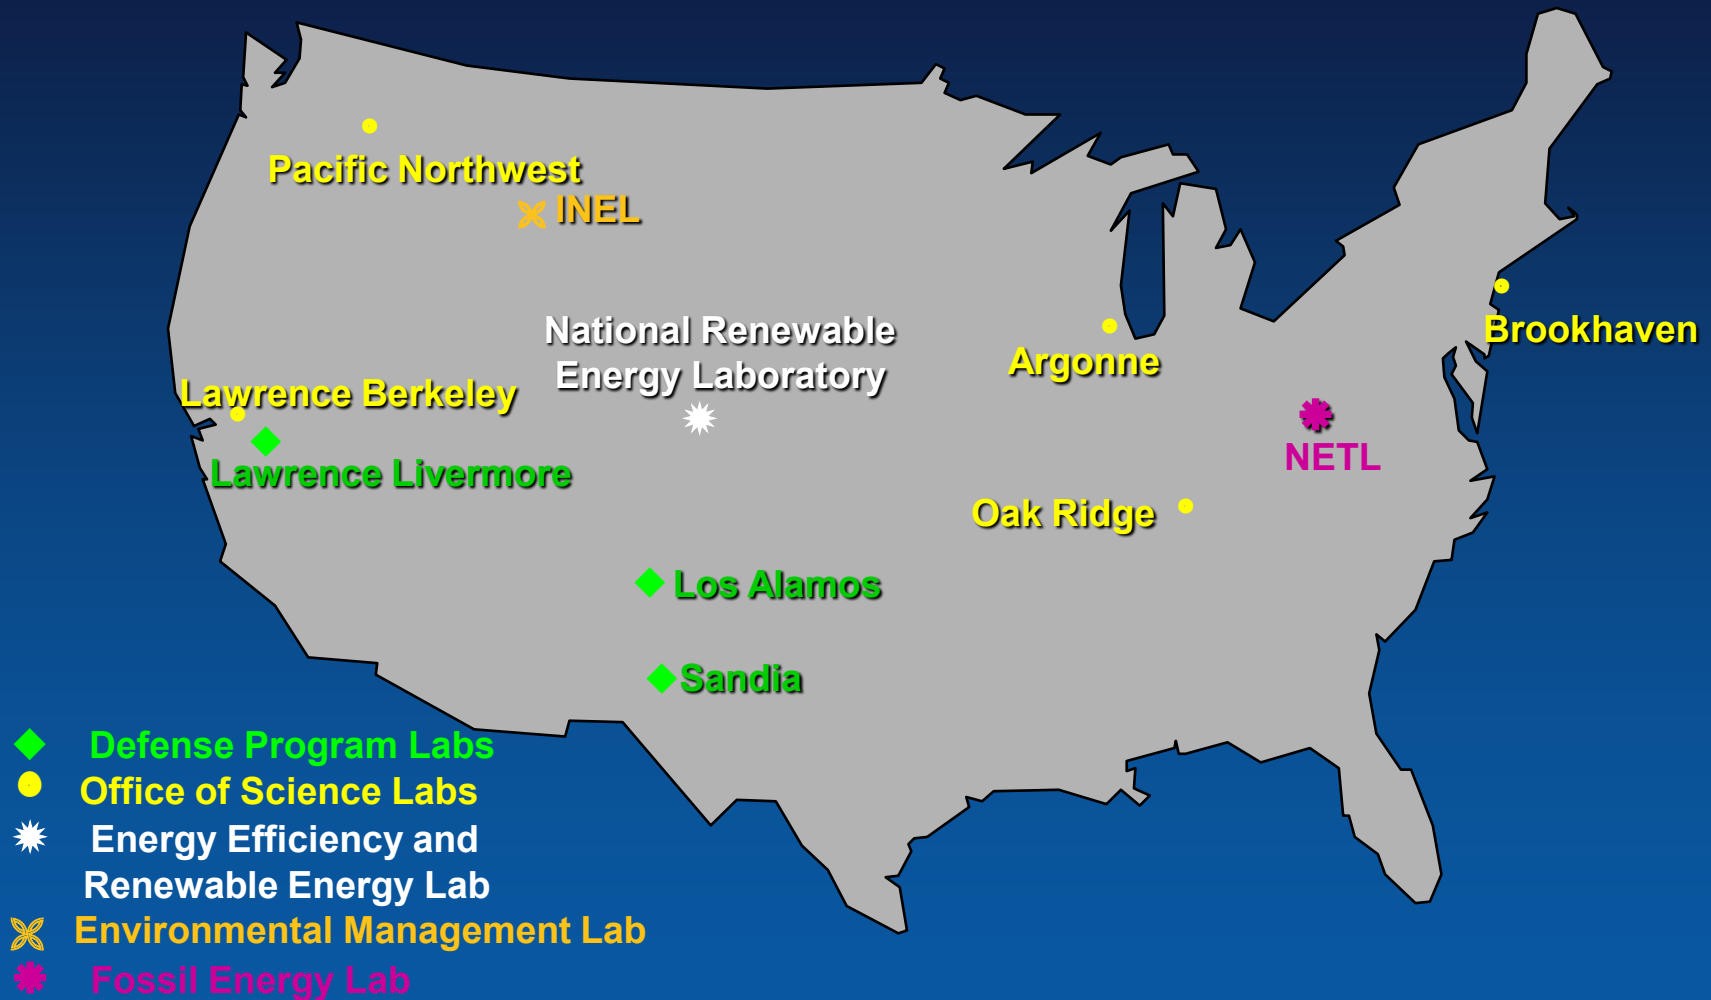 Pacific Northwest
INEL
National Renewable
Energy Laboratory
Argonne
Brookhaven
Lawrence Berkeley
Lawrence Livermore
NETL
Oak Ridge
Los Alamos
Sandia
Defense Program Labs
Office of Science Labs
Energy Efficiency and
Renewable Energy Lab
Environmental Management Lab
Fossil Energy Lab